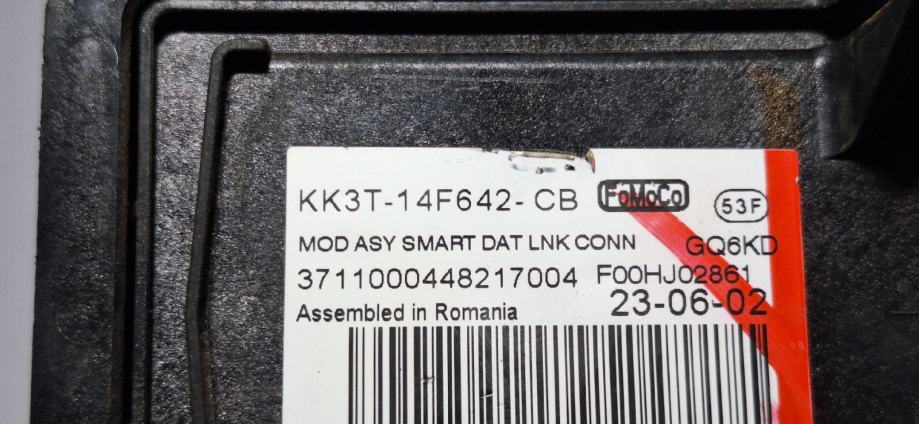 KK3T-14F642-CB FoMoCo 53F
MOD ASY SMART DAT LNK CONN GQ6KD
3711000448217004 F00HJ02861
Assembled in Romania 23-06-02